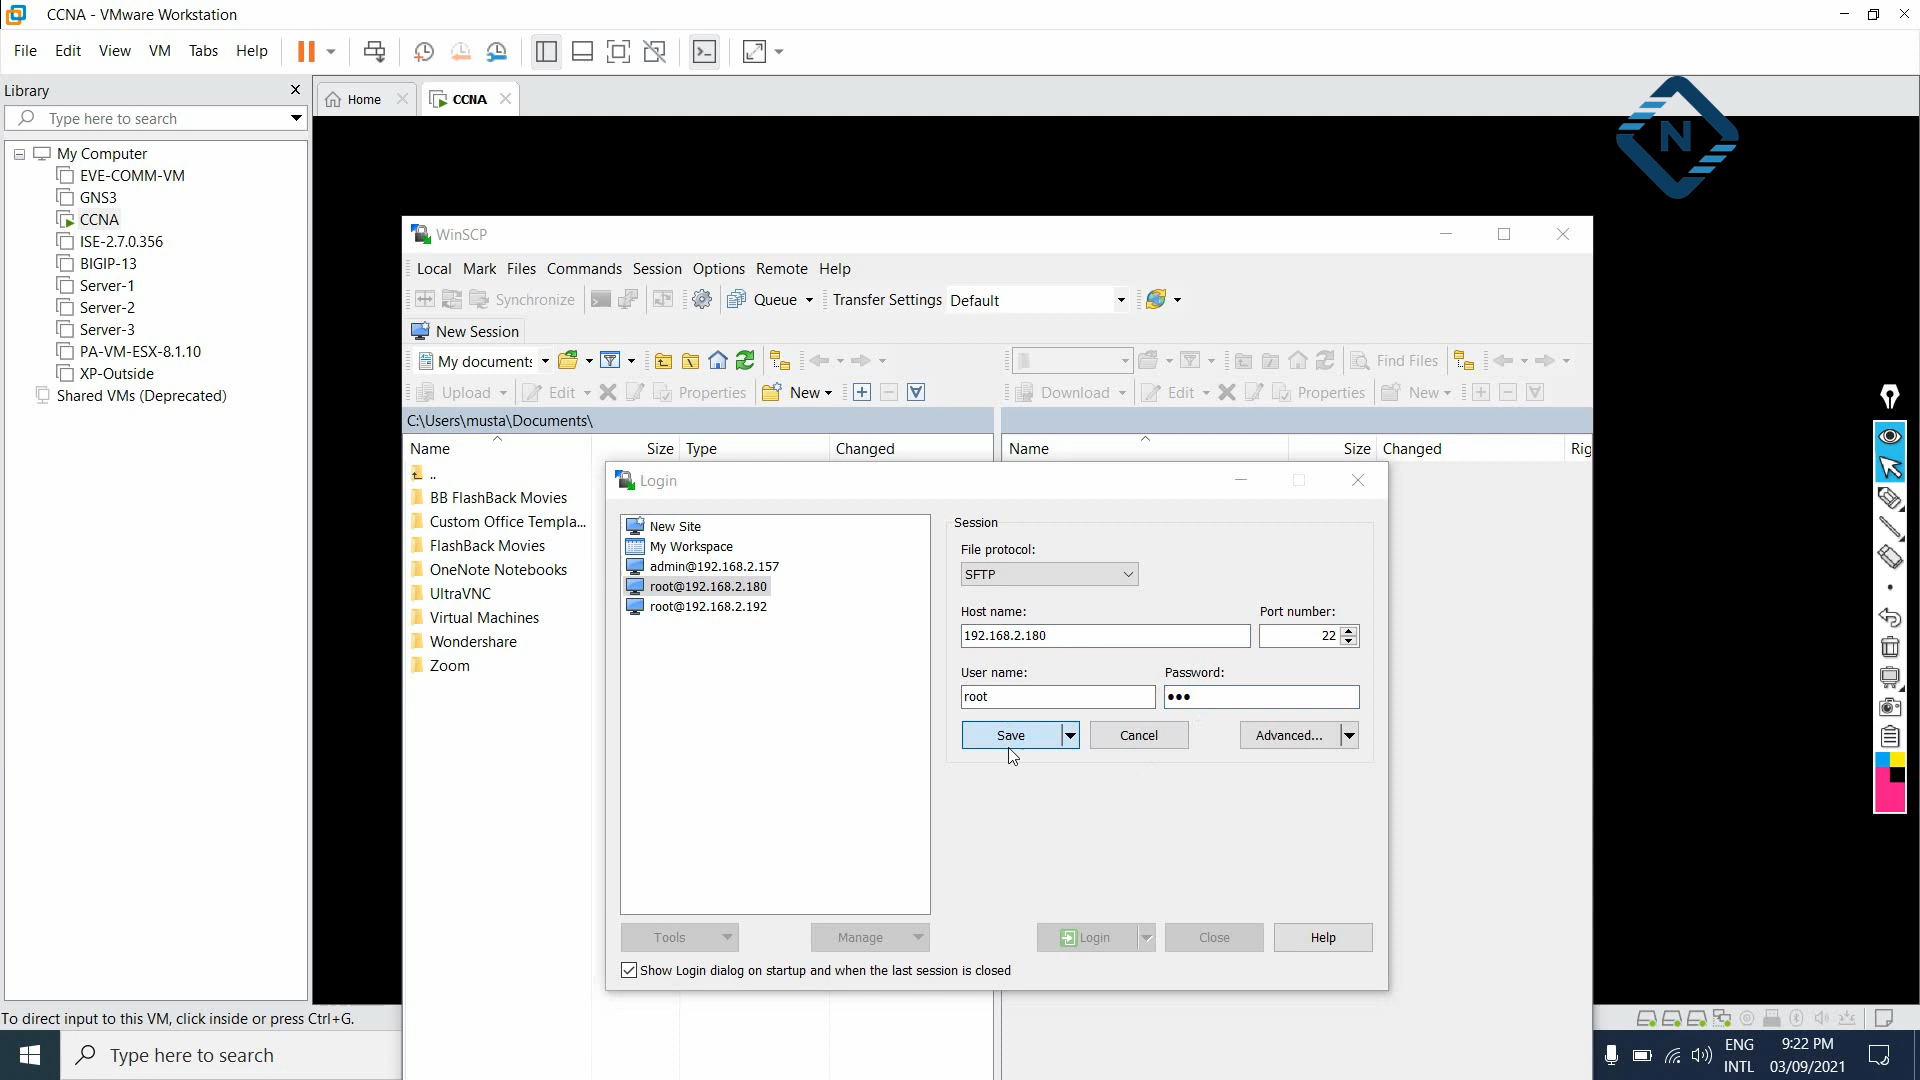 CCNA - VMware Workstation
File Edit View VM Tabs Help
Library
Type here to search
My Computer
EVE-COMM-VM
GNS3
CCNA
ISE-2.7.0.356
BIGIP-13
Server-1
Server-2
Server-3
PA-VM-ESX-8.1.10
XP-Outside
Shared VMs (Deprecated)
Home
CCNA
N
WinSCP
Local Mark Files Commands Session Options Remote Help
Synchronize Queue Transfer Settings Default
New Session
My document:
Find Files
Upload Edit Properties New
Download Edit Properties New
C:\Users\musta\Documents\
Name Size Type Changed
Name Size Changed Rig
..
BB FlashBack Movies
Custom Office Templa...
FlashBack Movies
OneNote Notebooks
UltraVNC
Virtual Machines
Wondershare
Zoom
Login
New Site
My Workspace
admin@192.168.2.157
root@192.168.2.180
root@192.168.2.192
Session
File protocol:
SFTP
Host name: Port number:
192.168.2.180 22
User name: Password:
root •••
Save Cancel Advanced...
Tools Manage Login Close Help
Show Login dialog on startup and when the last session is closed
To direct input to this VM, click inside or press Ctrl+G.
Type here to search
ENG
INTL
9:22 PM
03/09/2021